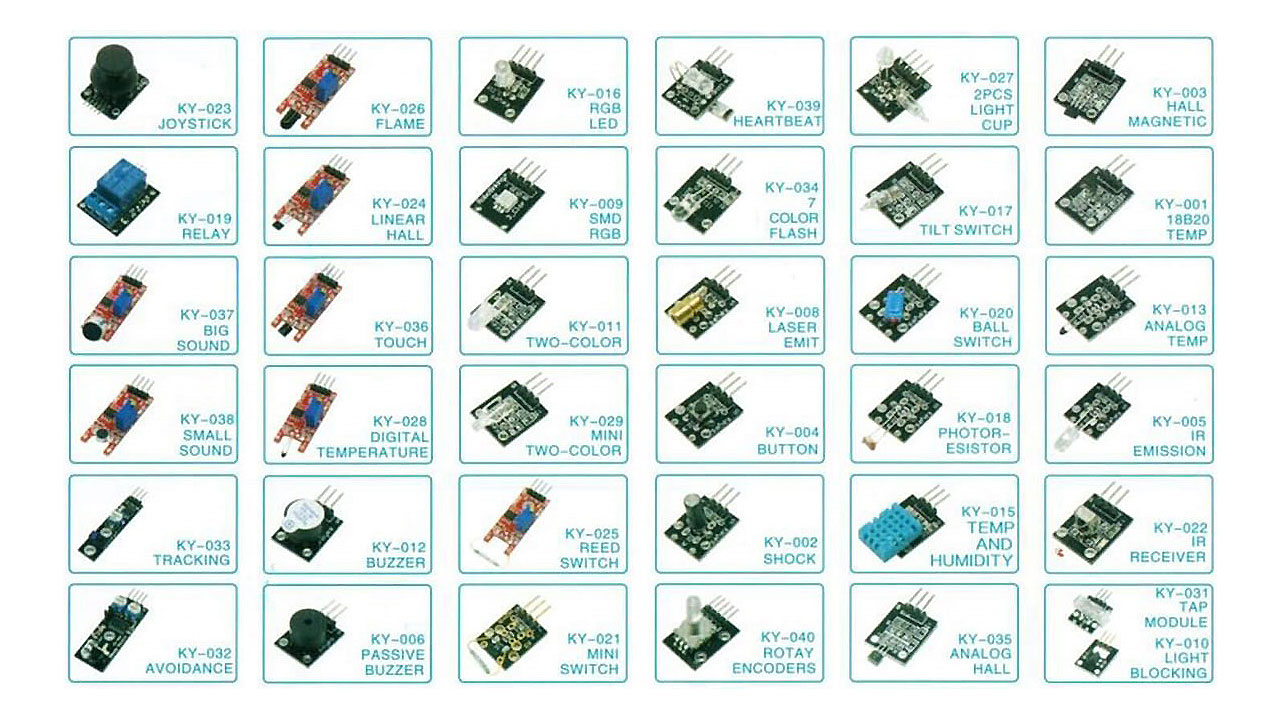 KY-023
JOYSTICK
KY-026
FLAME
KY-016
RGB
LED
KY-039
HEARTBEAT
KY-027
2PCS
LIGHT
CUP
KY-003
HALL
MAGNETIC
KY-019
RELAY
KY-024
LINEAR
HALL
KY-009
SMD
RGB
KY-034
7
COLOR
FLASH
KY-017
TILT SWITCH
KY-001
18B20
TEMP
KY-037
BIG
SOUND
KY-036
TOUCH
KY-011
TWO-COLOR
KY-008
LASER
EMIT
KY-020
BALL
SWITCH
KY-013
ANALOG
TEMP
KY-038
SMALL
SOUND
KY-028
DIGITAL
TEMPERATURE
KY-029
MINI
TWO-COLOR
KY-004
BUTTON
KY-018
PHOTOR-
ESISTOR
KY-005
IR
EMISSION
KY-033
TRACKING
KY-012
BUZZER
KY-025
REED
SWITCH
KY-002
SHOCK
KY-015
TEMP
AND
HUMIDITY
KY-022
IR
RECEIVER
KY-032
AVOIDANCE
KY-006
PASSIVE
BUZZER
KY-021
MINI
SWITCH
KY-040
ROTAY
ENCODERS
KY-035
ANALOG
HALL
KY-031
TAP
MODULE
KY-010
LIGHT
BLOCKING